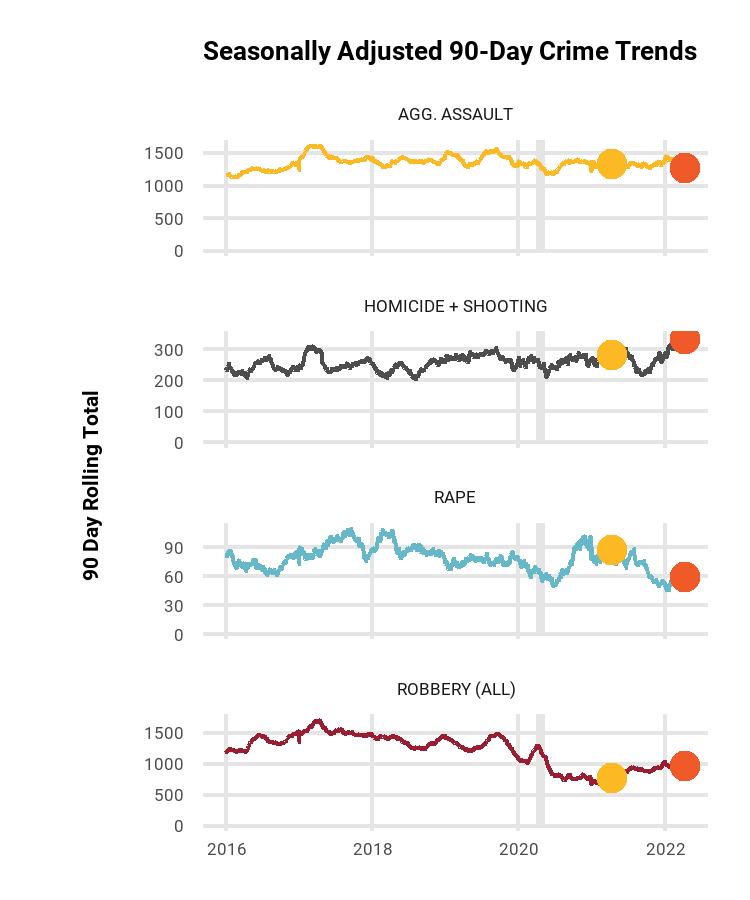 Seasonally Adjusted 90-Day Crime Trends
90 Day Rolling Total
AGG. ASSAULT
1500
1000
500
0
HOMICIDE + SHOOTING
300
200
100
0
RAPE
90
60
30
0
ROBBERY (ALL)
1500
1000
500
0
2016 2018 2020 2022